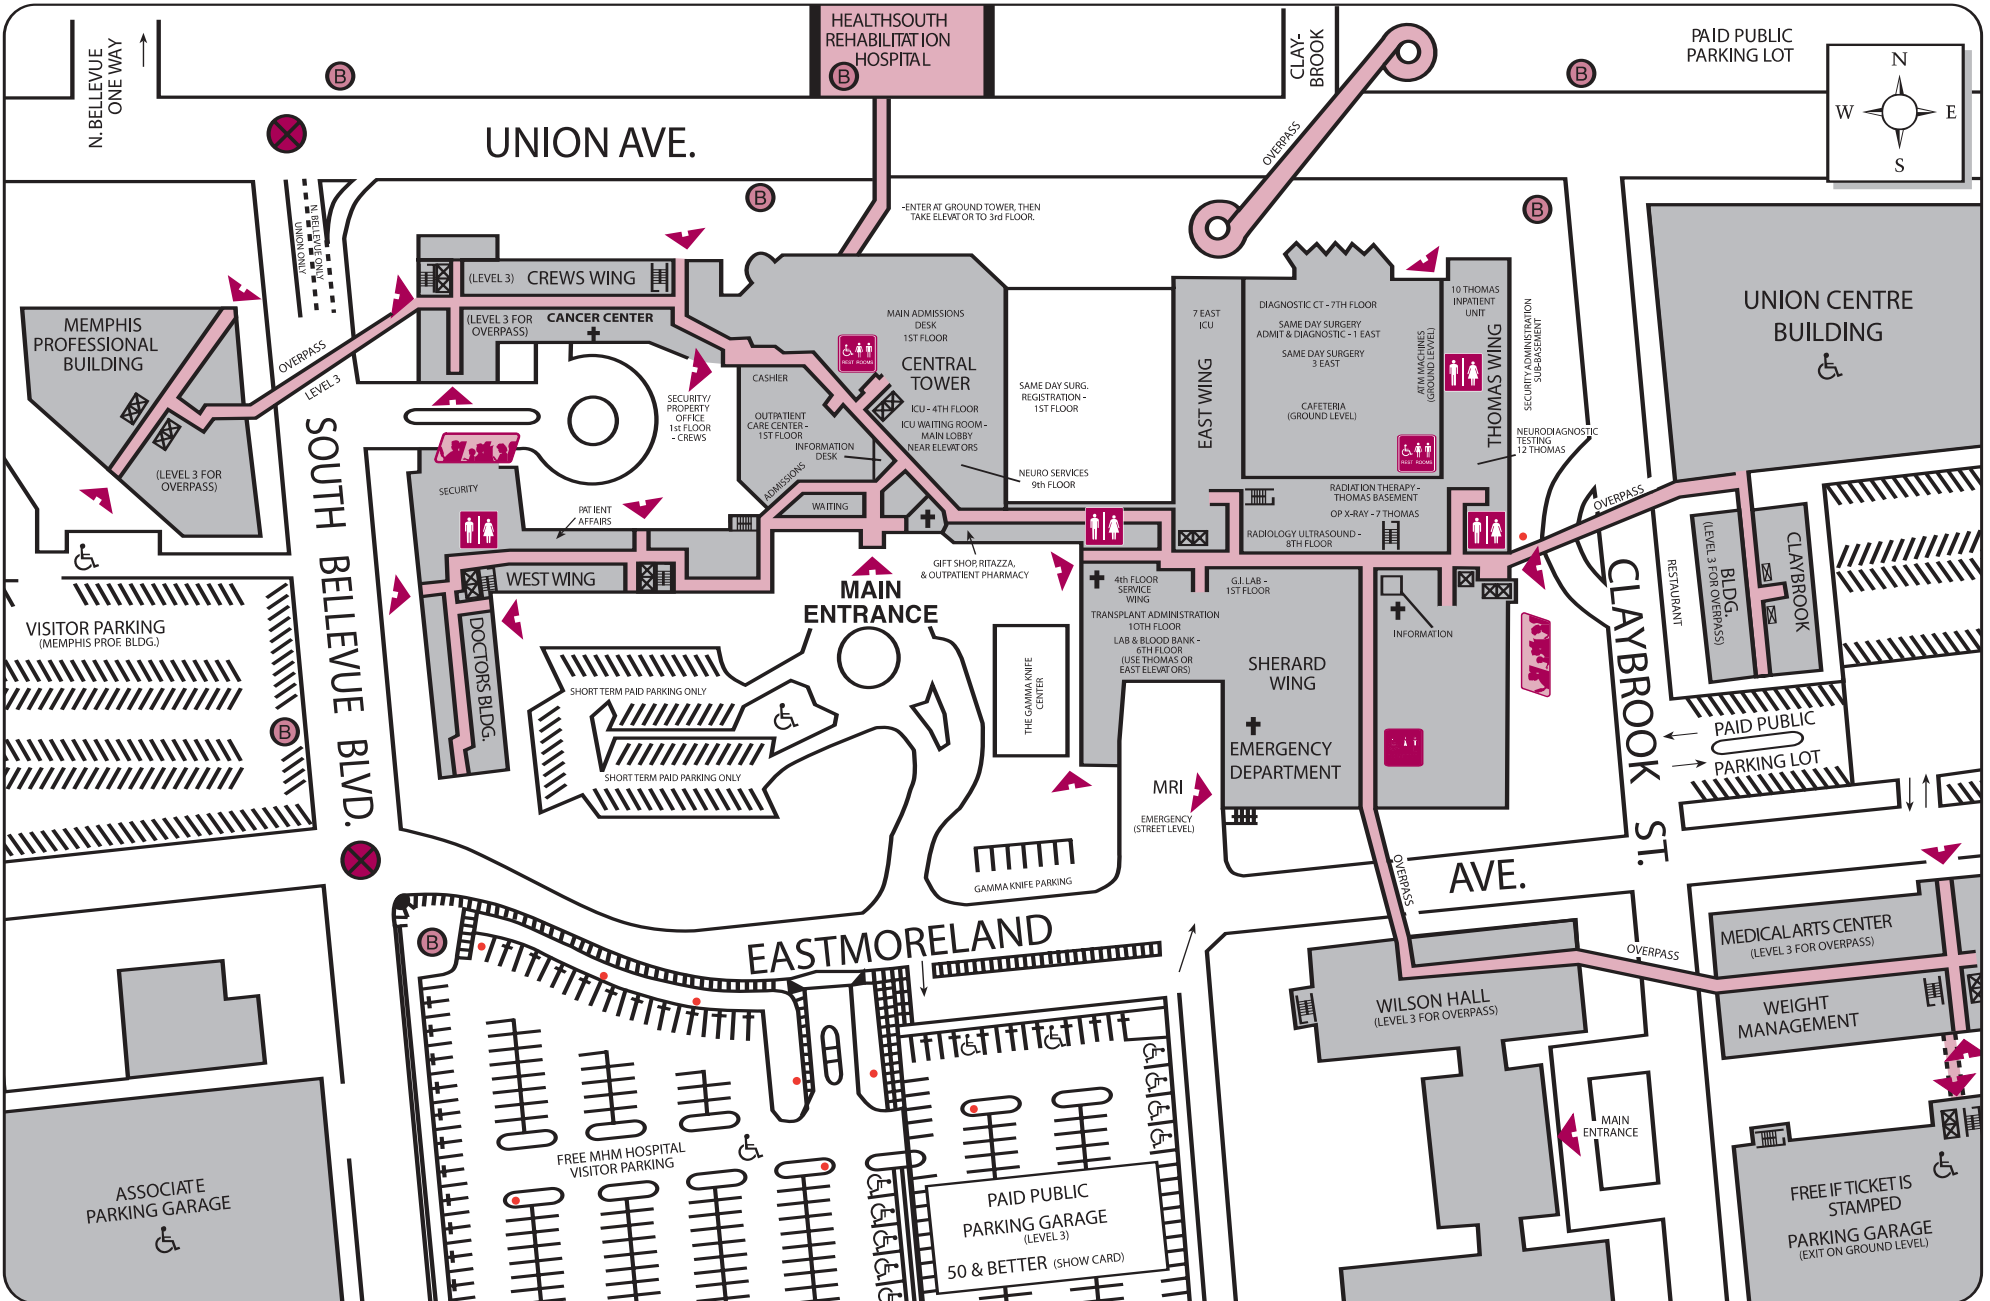 N. BELLEVUE
ONE WAY
B
HEALTHSOUTH
REHABILITATION
HOSPITAL
B
CLAY-
BROOK
B
PAID PUBLIC
PARKING LOT
N
W E
S
UNION AVE.
OVERPASS
N. BELLEVUE ONLY
UNION ONLY
B
B
-ENTER AT GROUND TOWER, THEN
TAKE ELEVATOR TO 3rd FLOOR.
MEMPHIS
PROFESSIONAL
BUILDING
(LEVEL 3 FOR
OVERPASS)
OVERPASS
LEVEL 3
(LEVEL 3)
CREWS WING
(LEVEL 3 FOR
OVERPASS)
CANCER CENTER
SECURITY/
PROPERTY
OFFICE
1st FLOOR
- CREWS
CASHIER
OUTPATIENT
CARE CENTER -
1ST FLOOR
INFORMATION
DESK
ADMISSIONS
WAITING
REST ROOMS
MAIN ADMISSIONS
DESK
1ST FLOOR
CENTRAL
TOWER
ICU - 4TH FLOOR
ICU WAITING ROOM -
MAIN LOBBY
NEAR ELEVATORS
NEURO SERVICES
9th FLOOR
SAME DAY SURG.
REGISTRATION -
1ST FLOOR
7 EAST
ICU
EAST WING
DIAGNOSTIC CT - 7TH FLOOR
SAME DAY SURGERY
ADMIT & DIAGNOSTIC - 1 EAST
SAME DAY SURGERY
3 EAST
CAFETERIA
(GROUND LEVEL)
ATM MACHINES
(GROUND LEVVEL)
REST ROOMS
10 THOMAS
INPATIENT
UNIT
THOMAS WING
SECURITY ADMINISTRATION
SUB-BASEMENT
NEURODIAGNOSTIC
TESTING
12 THOMAS
RADIATION THERAPY -
THOMAS BASEMENT
OP X-RAY - 7 THOMAS
RADIOLOGY ULTRASOUND -
8TH FLOOR
UNION CENTRE
BUILDING
OVERPASS
RESTAURANT
(LEVEL 3 FOR OVERPASS)
BLDG.
CLAYBROOK
SOUTH BELLEVUE BLVD.
SECURITY
PATIENT
AFFAIRS
WEST WING
DOCTORS BLDG.
GIFT SHOP, RITAZZA,
& OUTPATIENT PHARMACY
MAIN
ENTRANCE
4th FLOOR
SERVICE
WING
TRANSPLANT ADMINISTRATION
10TH FLOOR
LAB & BLOOD BANK -
6TH FLOOR
(USE THOMAS OR
EAST ELEVATORS)
G.I. LAB -
1ST FLOOR
INFORMATION
SHERARD
WING
EMERGENCY
DEPARTMENT
MRI
EMERGENCY
(STREET LEVEL)
THE GAMMA KNIFE
CENTER
GAMMA KNIFE PARKING
VISITOR PARKING
(MEMPHIS PROF. BLDG.)
B
SHORT TERM PAID PARKING ONLY
SHORT TERM PAID PARKING ONLY
CLAYBROOK ST.
PAID PUBLIC
PARKING LOT
EASTMORELAND
AVE.
OVERPASS
B
OVERPASS
MEDICAL ARTS CENTER
(LEVEL 3 FOR OVERPASS)
WEIGHT
MANAGEMENT
WILSON HALL
(LEVEL 3 FOR OVERPASS)
MAIN
ENTRANCE
FREE MHM HOSPITAL
VISITOR PARKING
ASSOCIATE
PARKING GARAGE
PAID PUBLIC
PARKING GARAGE
(LEVEL 3)
50 & BETTER (SHOW CARD)
FREE IF TICKET IS
STAMPED
PARKING GARAGE
(EXIT ON GROUND LEVEL)